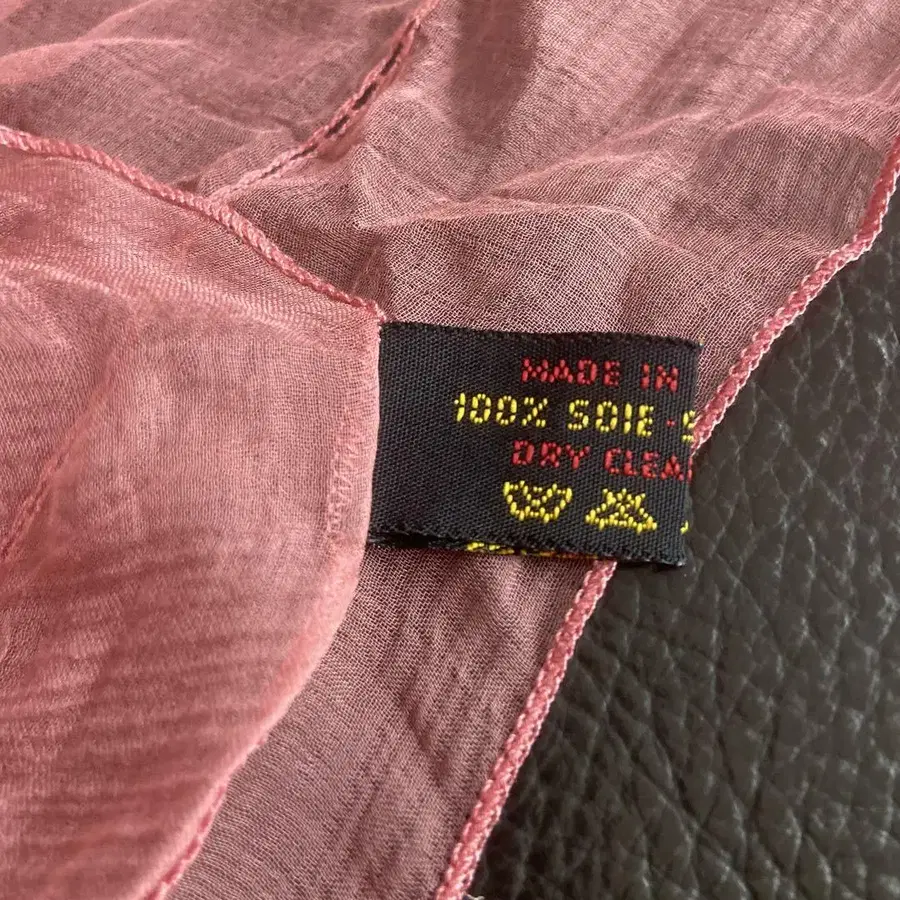 MADE IN
100% SOIE - S
DRY CLEA